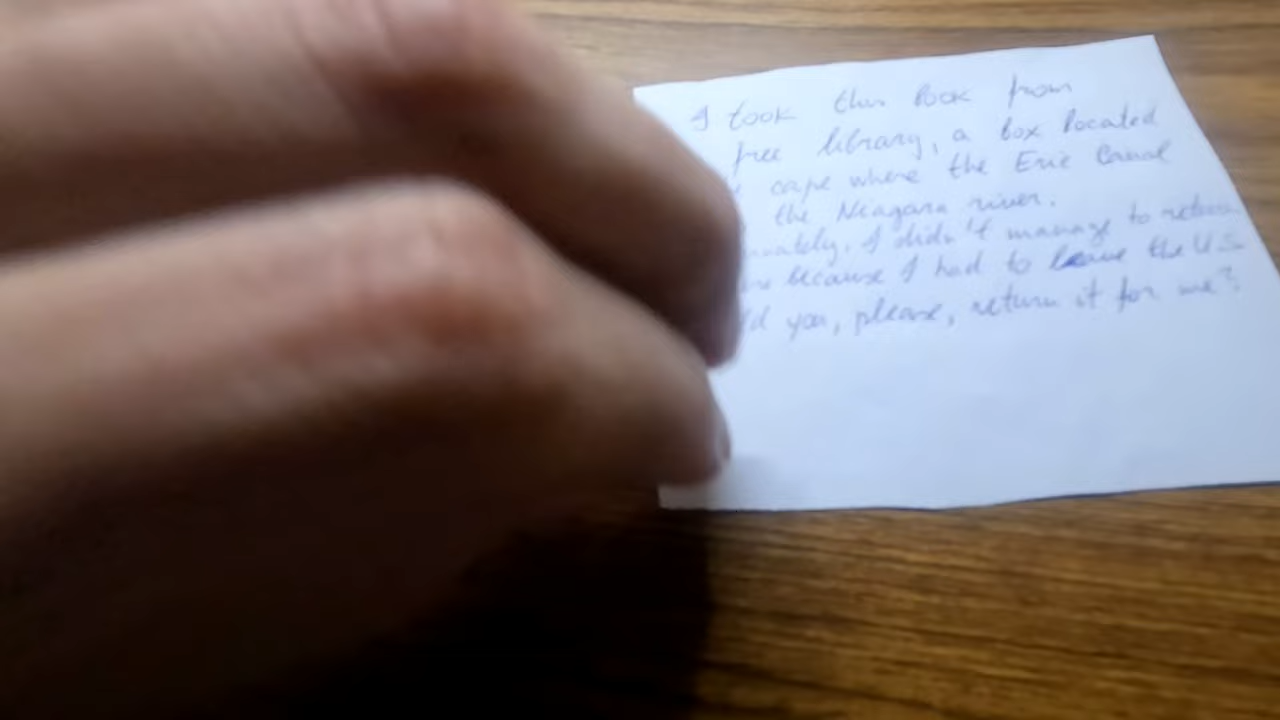 I took this book from
free library, a box located
cape where the Erie Canal
the Niagara river.
I didn't manage to return
because I had to leave the U.S.
you, please, return it for me?